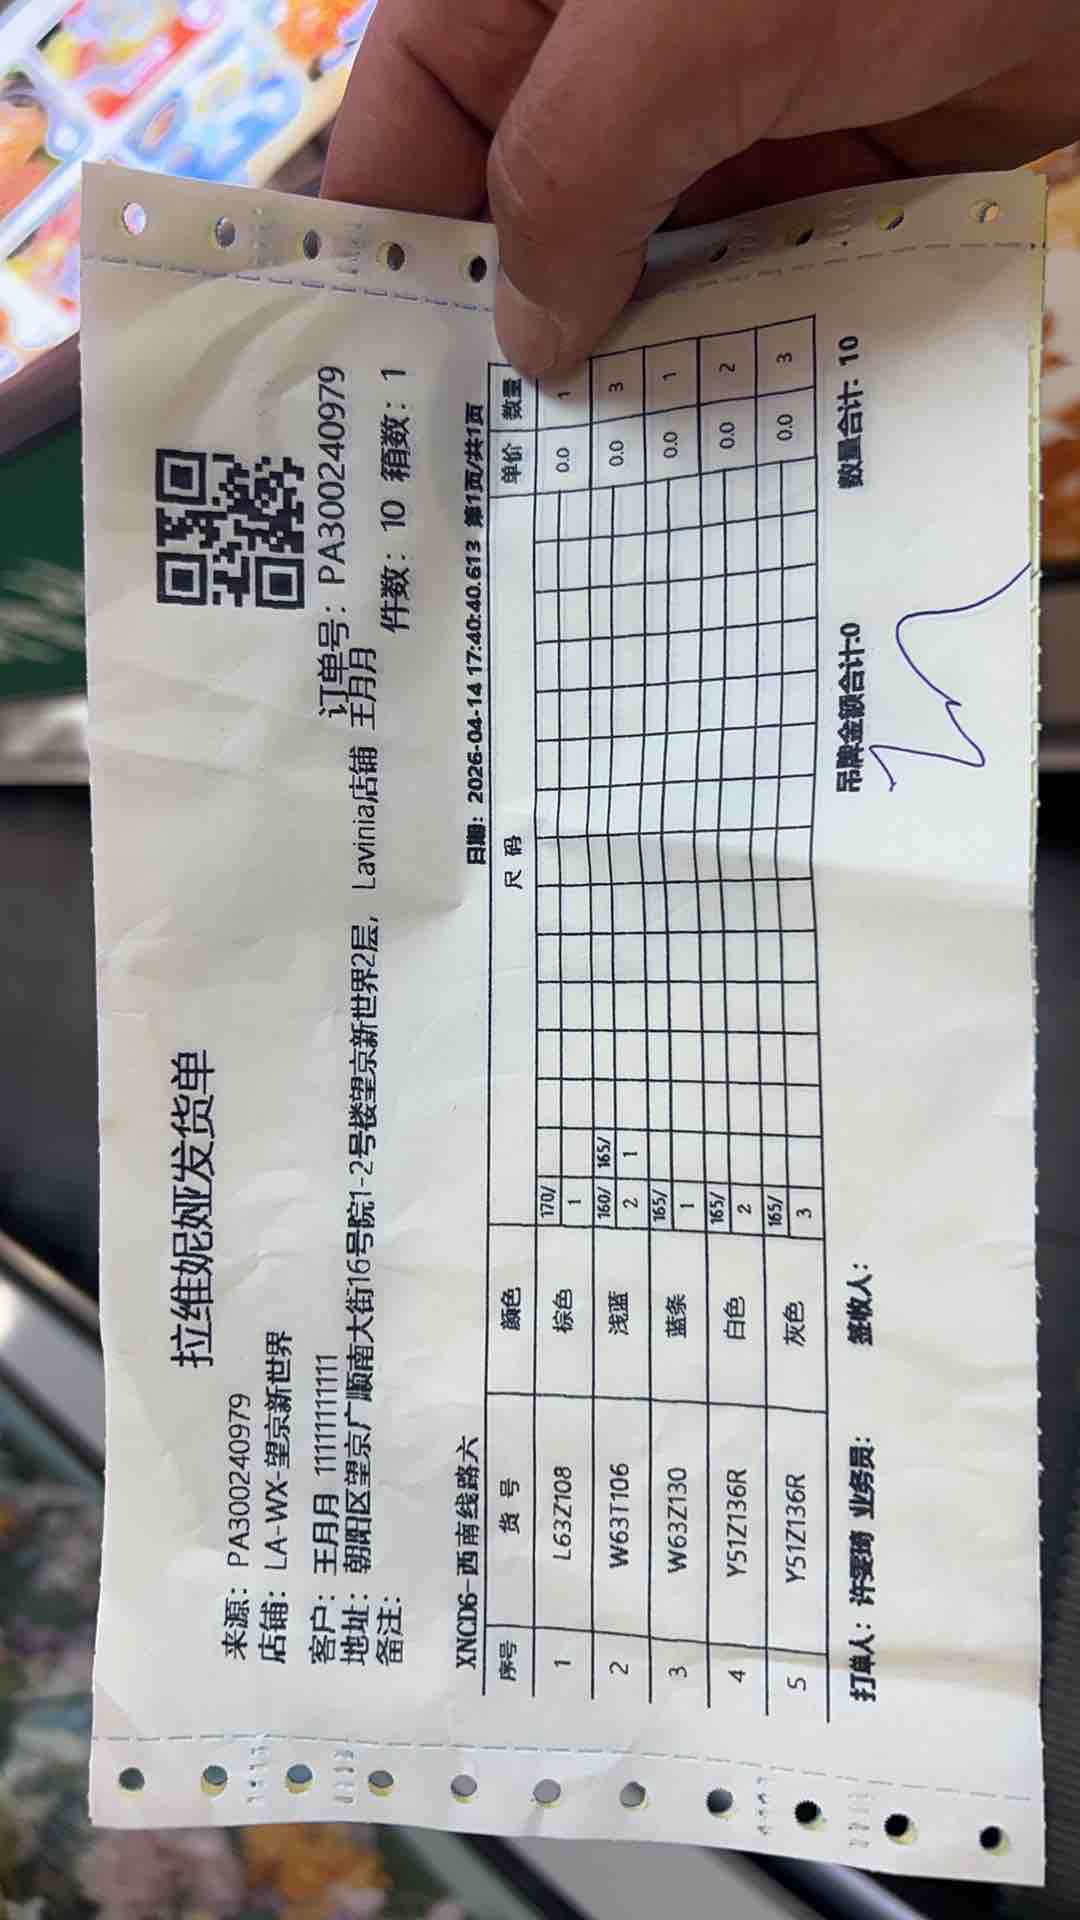 拉维妮娅发货单
来源：PA300240979
店铺：LA-WX-望京新世界
订单号：PA300240979
客户：王月月 11111111111
地址：朝阳区望京广顺南大街16号院1-2号楼望京新世界2层， Lavinia店铺 王月月
备注：
件数：10 箱数：1
XNCD6-西南线路六 日期：2026-04-14 17:40:40.613 第1页/共1页
序号 货号 颜色 尺码 单价 数量
170/
1 L63Z108 棕色 1 0.0 1
160/ 165/
2 W63T106 浅蓝 2 1 0.0 3
165/
3 W63Z130 蓝条 1 0.0 1
165/
4 Y51Z136R 白色 2 0.0 2
165/
5 Y51Z136R 灰色 3 0.0 3
打单人：许雯琦 业务员： 签收人： 吊牌金额合计:0 数量合计：10